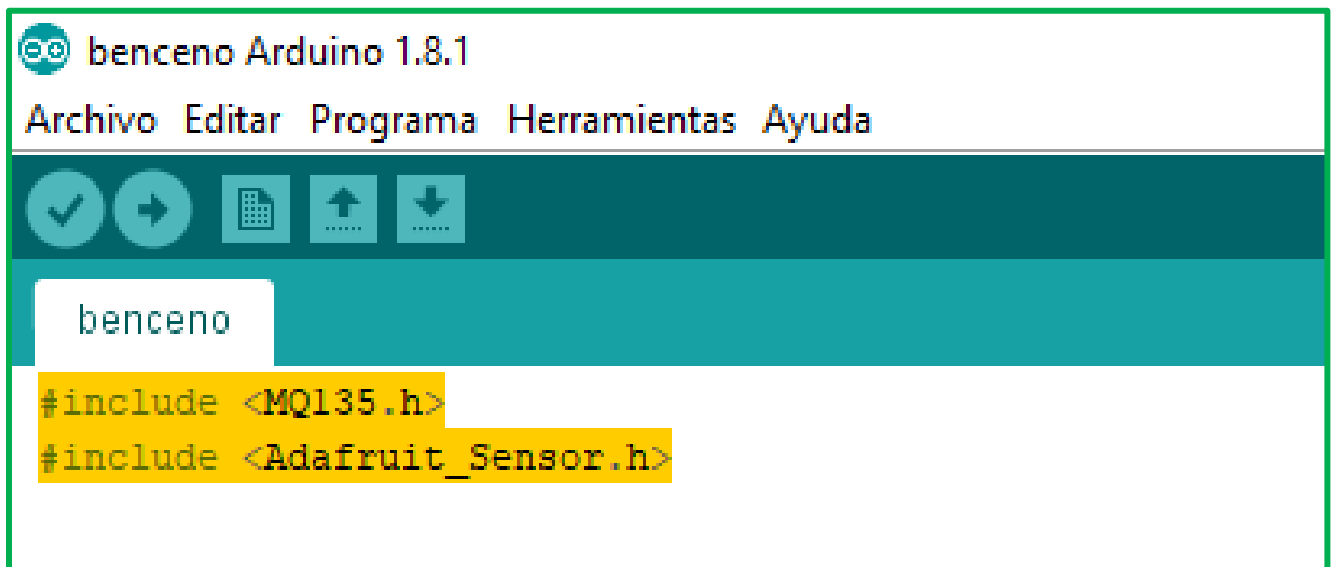 benceno Arduino 1.8.1
Archivo Editar Programa Herramientas Ayuda
benceno
#include <MQ135.h>
#include <Adafruit_Sensor.h>